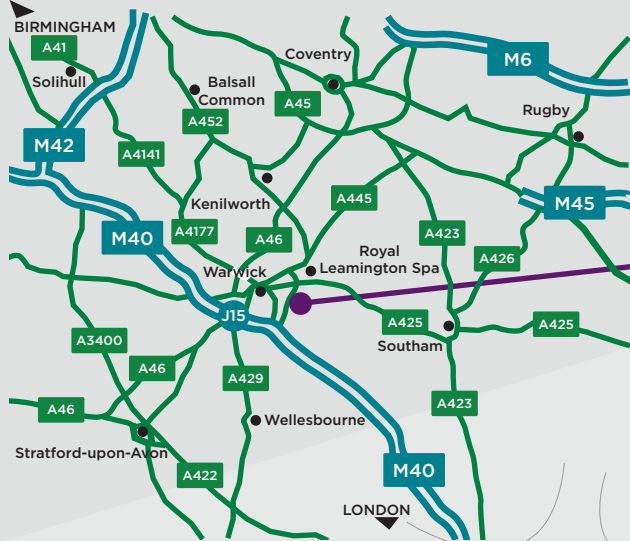 BIRMINGHAM
A41
Solihull
Coventry
M6
Balsall
Common
A45
Rugby
A452
M42
A4141
Kenilworth
A445
M45
A4177
A46
A423
M40
Royal
Leamington Spa
A426
Warwick
J15
A425
A425
Southam
A3400
A46
A429
A46
A423
Wellesbourne
Stratford-upon-Avon
A422
M40
LONDON